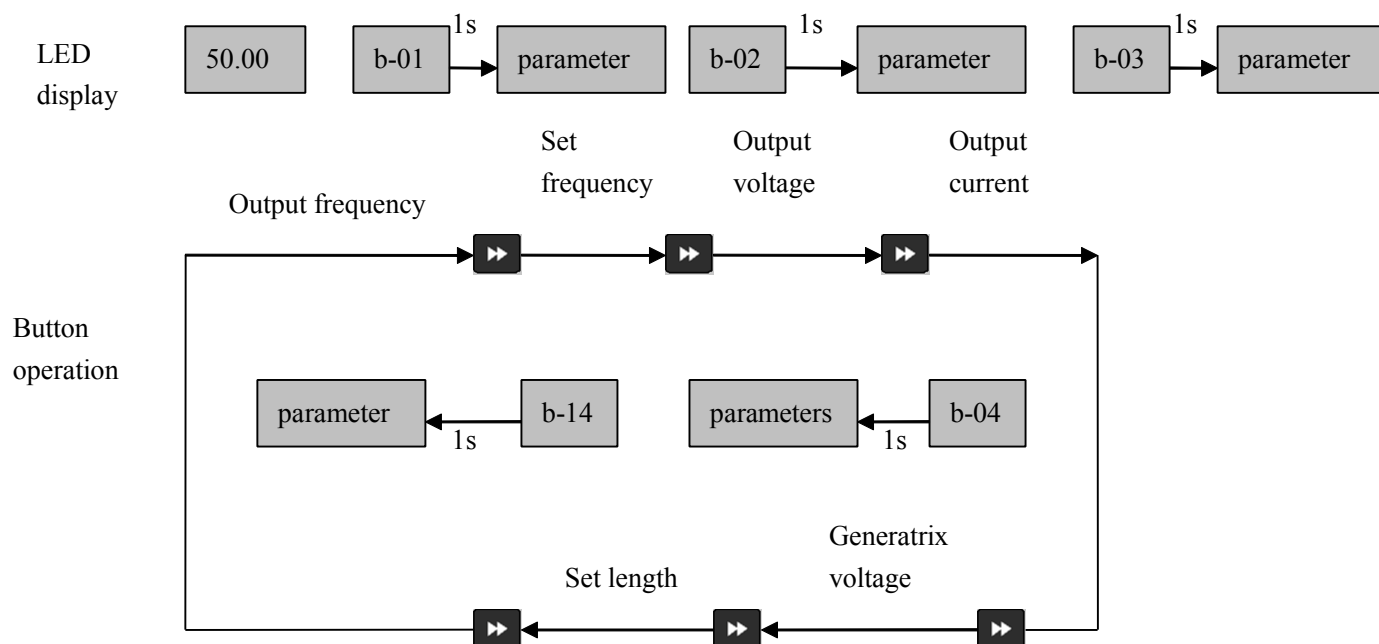 1s
1s
1s
LED
display
50.00
b-01
parameter
b-02
parameter
b-03
parameter
Set
frequency
Output
voltage
Output
current
Output frequency
Button
operation
parameter
1s
b-14
parameters
1s
b-04
Generatrix
voltage
Set length